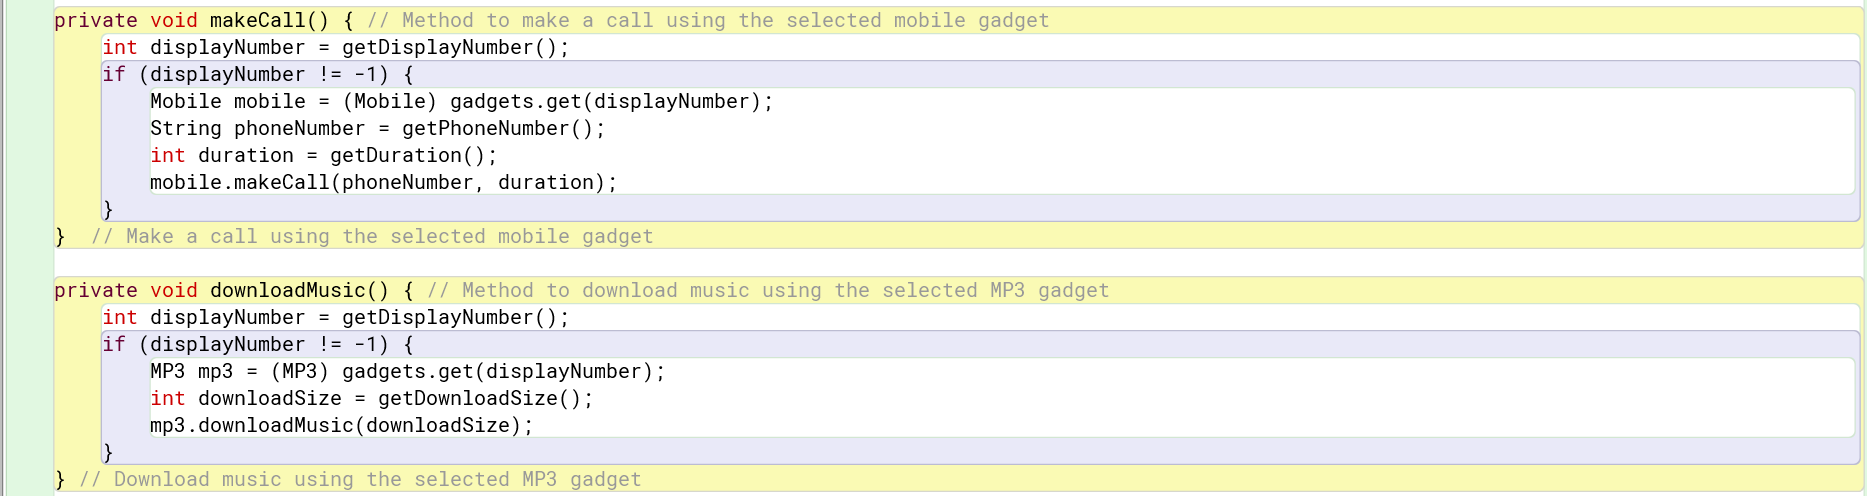 private void makeCall() { // Method to make a call using the selected mobile gadget
    int displayNumber = getDisplayNumber();
    if (displayNumber != -1) {
        Mobile mobile = (Mobile) gadgets.get(displayNumber);
        String phoneNumber = getPhoneNumber();
        int duration = getDuration();
        mobile.makeCall(phoneNumber, duration);
    }
}  // Make a call using the selected mobile gadget
private void downloadMusic() { // Method to download music using the selected MP3 gadget
    int displayNumber = getDisplayNumber();
    if (displayNumber != -1) {
        MP3 mp3 = (MP3) gadgets.get(displayNumber);
        int downloadSize = getDownloadSize();
        mp3.downloadMusic(downloadSize);
    }
} // Download music using the selected MP3 gadget